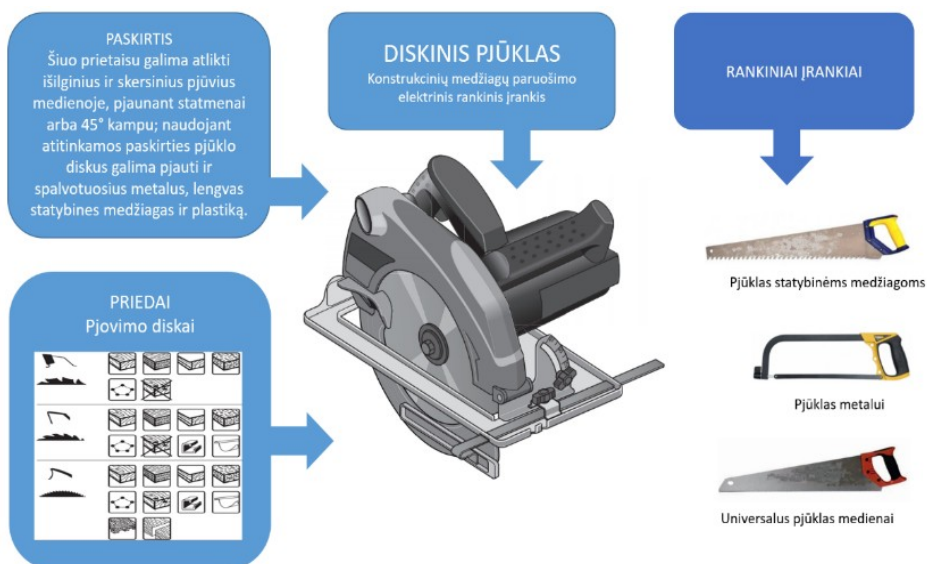 PASKIRTIS
Šiuo prietaisu galima atlikti
išilginius ir skersinius pjūvius
medienoje, pjaunant statmenai
arba 45° kampu; naudojant
atitinkamos paskirties pjūklo
diskus galima pjauti ir
spalvotuosius metalus, lengvas
statybines medžiagas ir plastiką.
DISKINIS PJŪKLAS
Konstrukcinių medžiagų paruošimo
elektrinis rankinis įrankis
RANKINIAI ĮRANKIAI
PRIEDAI
Pjovimo diskai
Pjūklas statybinėms medžiagoms
Pjūklas metalui
Universalus pjūklas medienai